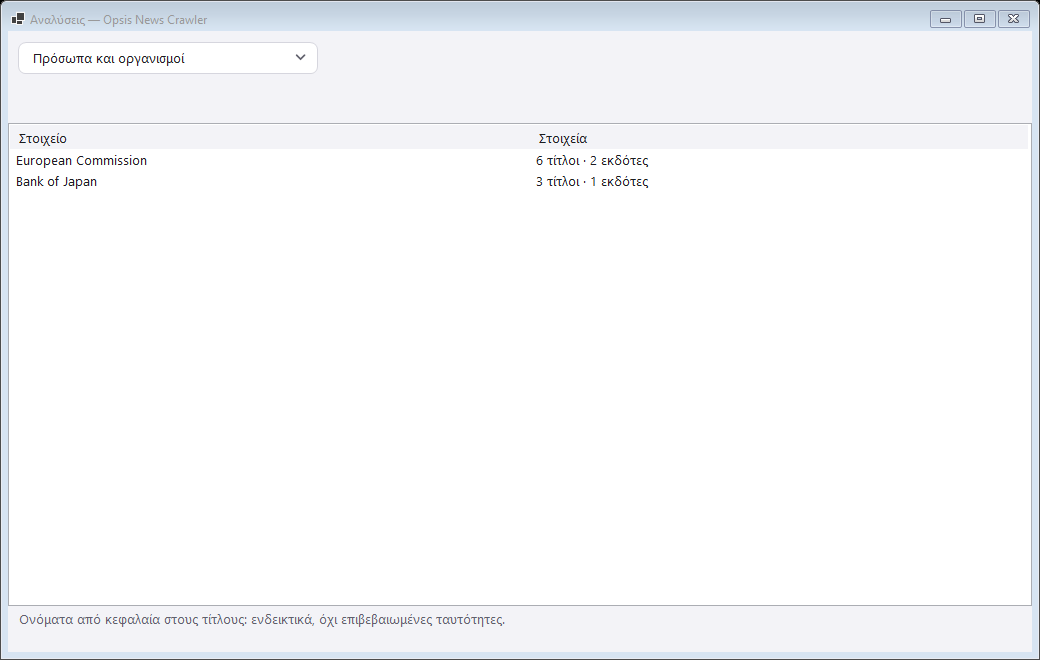 Αναλύσεις — Opsis News Crawler
Πρόσωπα και οργανισμοί
Στοιχείο Στοιχεία
European Commission 6 τίτλοι · 2 εκδότες
Bank of Japan 3 τίτλοι · 1 εκδότες
Ονόματα από κεφαλαία στους τίτλους: ενδεικτικά, όχι επιβεβαιωμένες ταυτότητες.